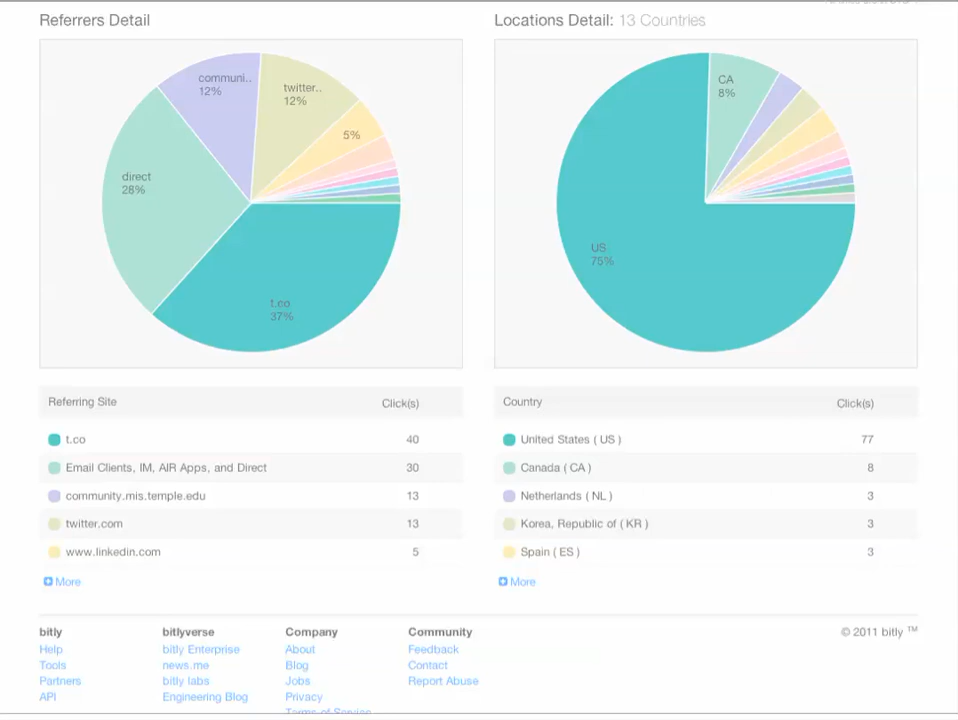 Referrers Detail
communi..
12%
twitter..
12%
5%
direct
28%
t.co
37%
Referring Site Click(s)
t.co 40
Email Clients, IM, AIR Apps, and Direct 30
community.mis.temple.edu 13
twitter.com 13
www.linkedin.com 5
More
Locations Detail: 13 Countries
CA
8%
US
75%
Country Click(s)
United States ( US ) 77
Canada ( CA ) 8
Netherlands ( NL ) 3
Korea, Republic of ( KR ) 3
Spain ( ES ) 3
More
bitly
Help
Tools
Partners
API
bitlyverse
bitly Enterprise
news.me
bitly labs
Engineering Blog
Company
About
Blog
Jobs
Privacy
Terms of Service
Community
Feedback
Contact
Report Abuse
© 2011 bitly ™